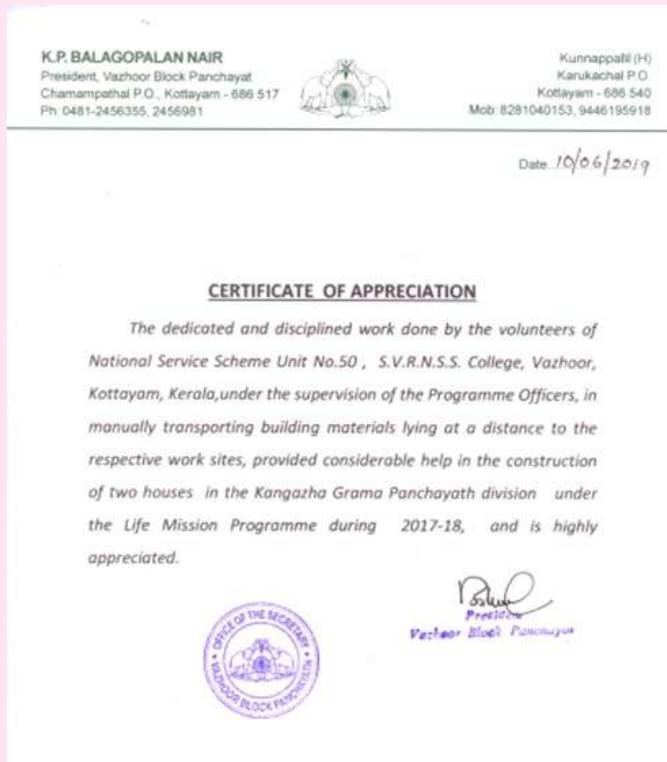 K.P. BALAGOPALAN NAIR
President, Vazhoor Block Panchayat
Chamampathal P.O., Kottayam - 686 517
Ph: 0481-2456355, 2456981
Kunnappallil (H)
Karukachal P.O.
Kottayam - 686 540
Mob: 8281040153, 9446195918
Date 10/06/2019
CERTIFICATE OF APPRECIATION
The dedicated and disciplined work done by the volunteers of
National Service Scheme Unit No.50 , S.V.R.N.S.S. College, Vazhoor,
Kottayam, Kerala,under the supervision of the Programme Officers, in
manually transporting building materials lying at a distance to the
respective work sites, provided considerable help in the construction
of two houses in the Kangazha Grama Panchayath division under
the Life Mission Programme during 2017-18, and is highly
appreciated.
President
Vazhoor Block Panchayat
OFFICE OF THE SECRETARY
VAZHOOR BLOCK PANCHAYATH